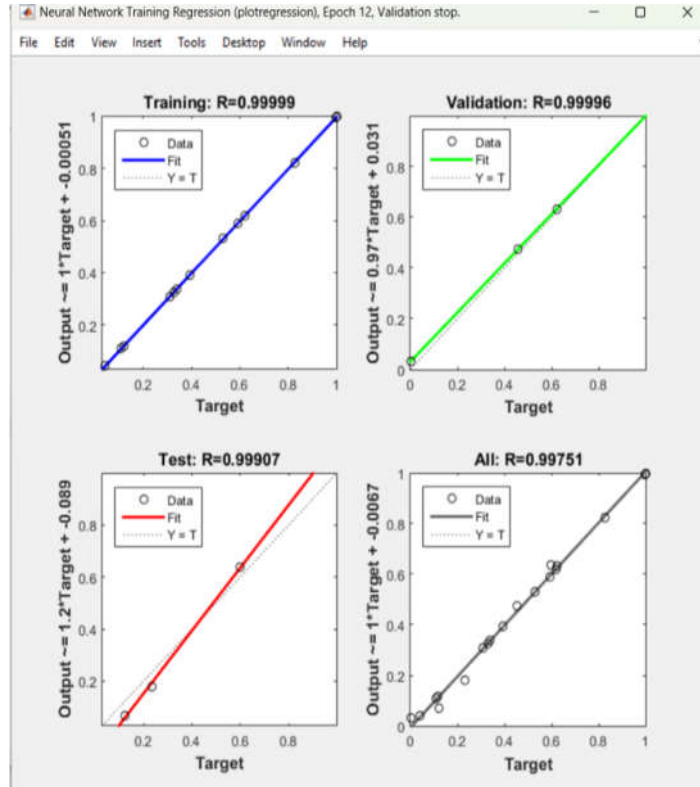 Neural Network Training Regression (plotregression), Epoch 12, Validation stop.
File Edit View Insert Tools Desktop Window Help
Training: R=0.99999
Output ~= 1*Target + -0.00051
1
0.8
0.6
0.4
0.2
Data
Fit
Y = T
0.2 0.4 0.6 0.8 1
Target
Validation: R=0.99996
Output ~= 0.97*Target + 0.031
0.8
0.6
0.4
0.2
0
Data
Fit
Y = T
0 0.2 0.4 0.6 0.8
Target
Test: R=0.99907
Output ~= 1.2*Target + -0.089
0.8
0.6
0.4
0.2
Data
Fit
Y = T
0.2 0.4 0.6 0.8
Target
All: R=0.99751
Output ~= 1*Target + -0.0067
1
0.8
0.6
0.4
0.2
0
Data
Fit
Y = T
0 0.2 0.4 0.6 0.8 1
Target